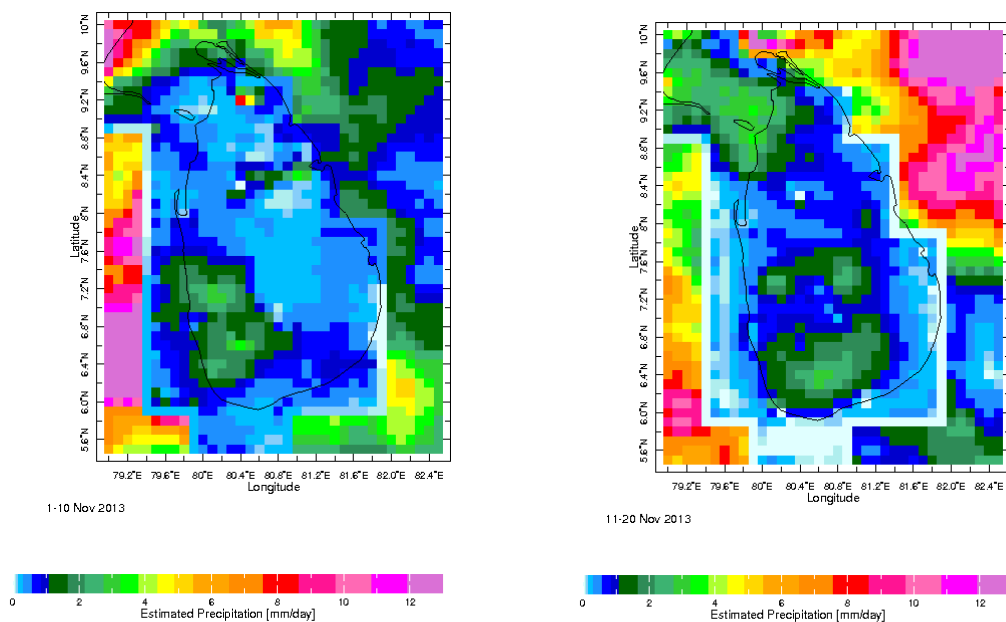 10˚N
9.6˚N
9.2˚N
8.8˚N
8.4˚N
8˚N
7.6˚N
7.2˚N
6.8˚N
6.4˚N
6.0˚N
5.6˚N
Latitude
79.2˚E 79.6˚E 80˚E 80.4˚E 80.8˚E 81.2˚E 81.6˚E 82.0˚E 82.4˚E
Longitude
1-10 Nov 2013
0 2 4 6 8 10 12
Estimated Precipitation [mm/day]
10˚N
9.6˚N
9.2˚N
8.8˚N
8.4˚N
8˚N
7.6˚N
7.2˚N
6.8˚N
6.4˚N
6.0˚N
5.6˚N
Latitude
79.2˚E 79.6˚E 80˚E 80.4˚E 80.8˚E 81.2˚E 81.6˚E 82.0˚E 82.4˚E
Longitude
11-20 Nov 2013
0 2 4 6 8 10 12
Estimated Precipitation [mm/day]